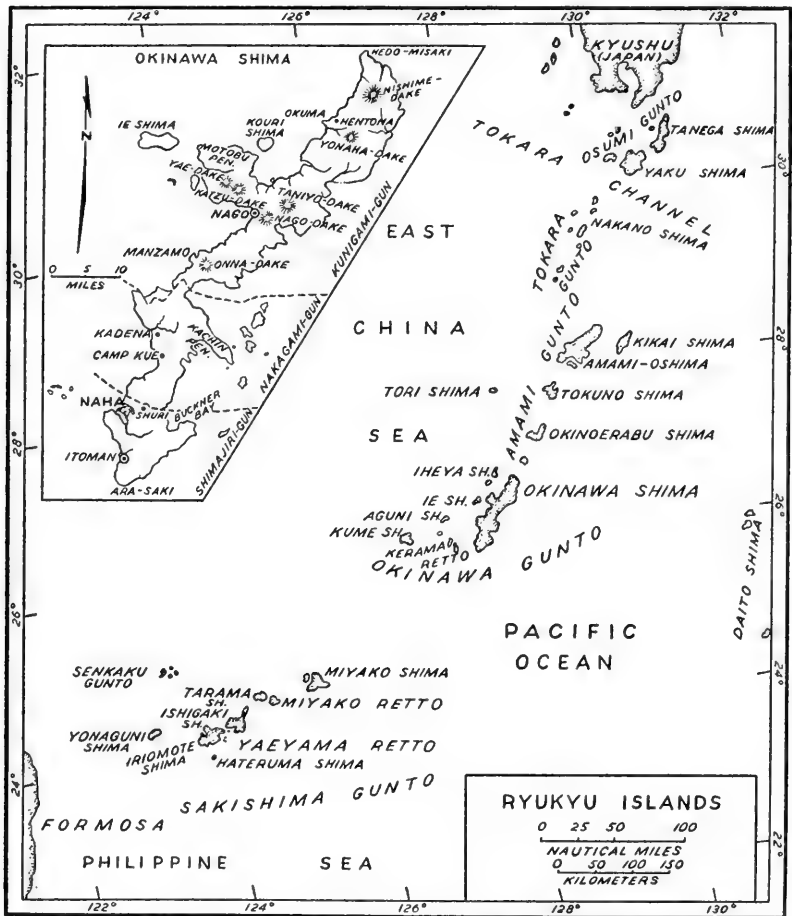 124°
126°
128°
130°
132°
32°
30°
28°
26°
24°
122°
124°
126°
128°
130°
30°
28°
26°
24°
22°
OKINAWA SHIMA
HEDO-MISAKI
NISHIME-
DAKE
OKUMA
HENTONA
YONAHA-DAKE
KOURI
SHIMA
IE SHIMA
N
MOTOBU
PEN.
YAE-DAKE
KATZU-DAKE
TANIYO-DAKE
NAGO
NAGO-DAKE
MANZAMO
ONNA-DAKE
0 5 10
MILES
KUNIGAMI-GUN
KADENA
KACHIN
PEN.
CAMP KUE
NAKAGAMI-GUN
NAHA
SHURI
BUCKNER
BAY
ITOMAN
SHIMAJIRI-GUN
ARA-SAKI
KYUSHU
(JAPAN)
OSUMI GUNTO
TANEGA SHIMA
YAKU SHIMA
TOKARA
CHANNEL
NAKANO SHIMA
TOKARA
GUNTO
EAST
CHINA
SEA
KIKAI SHIMA
AMAMI-OSHIMA
AMAMI GUNTO
TORI SHIMA
TOKUNO SHIMA
OKINOERABU SHIMA
IHEYA SH.
IE SH.
OKINAWA SHIMA
AGUNI SH.
KUME SH.
KERAMA
RETTO
OKINAWA GUNTO
DAITO SHIMA
PACIFIC
OCEAN
SENKAKU
GUNTO
MIYAKO SHIMA
TARAMA
SH.
MIYAKO RETTO
ISHIGAKI
SH.
YONAGUNI
SHIMA
IRIOMOTE
SHIMA
YAEYAMA RETTO
HATERUMA SHIMA
SAKISHIMA GUNTO
FORMOSA
PHILIPPINE SEA
RYUKYU ISLANDS
0 25 50 100
NAUTICAL MILES
0 50 100 150
KILOMETERS